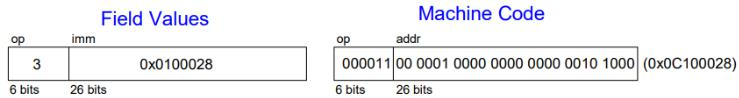 Field Values
Machine Code
op imm
op addr
3 0x0100028
000011 00 0001 0000 0000 0000 0010 1000 (0x0C100028)
6 bits 26 bits
6 bits 26 bits